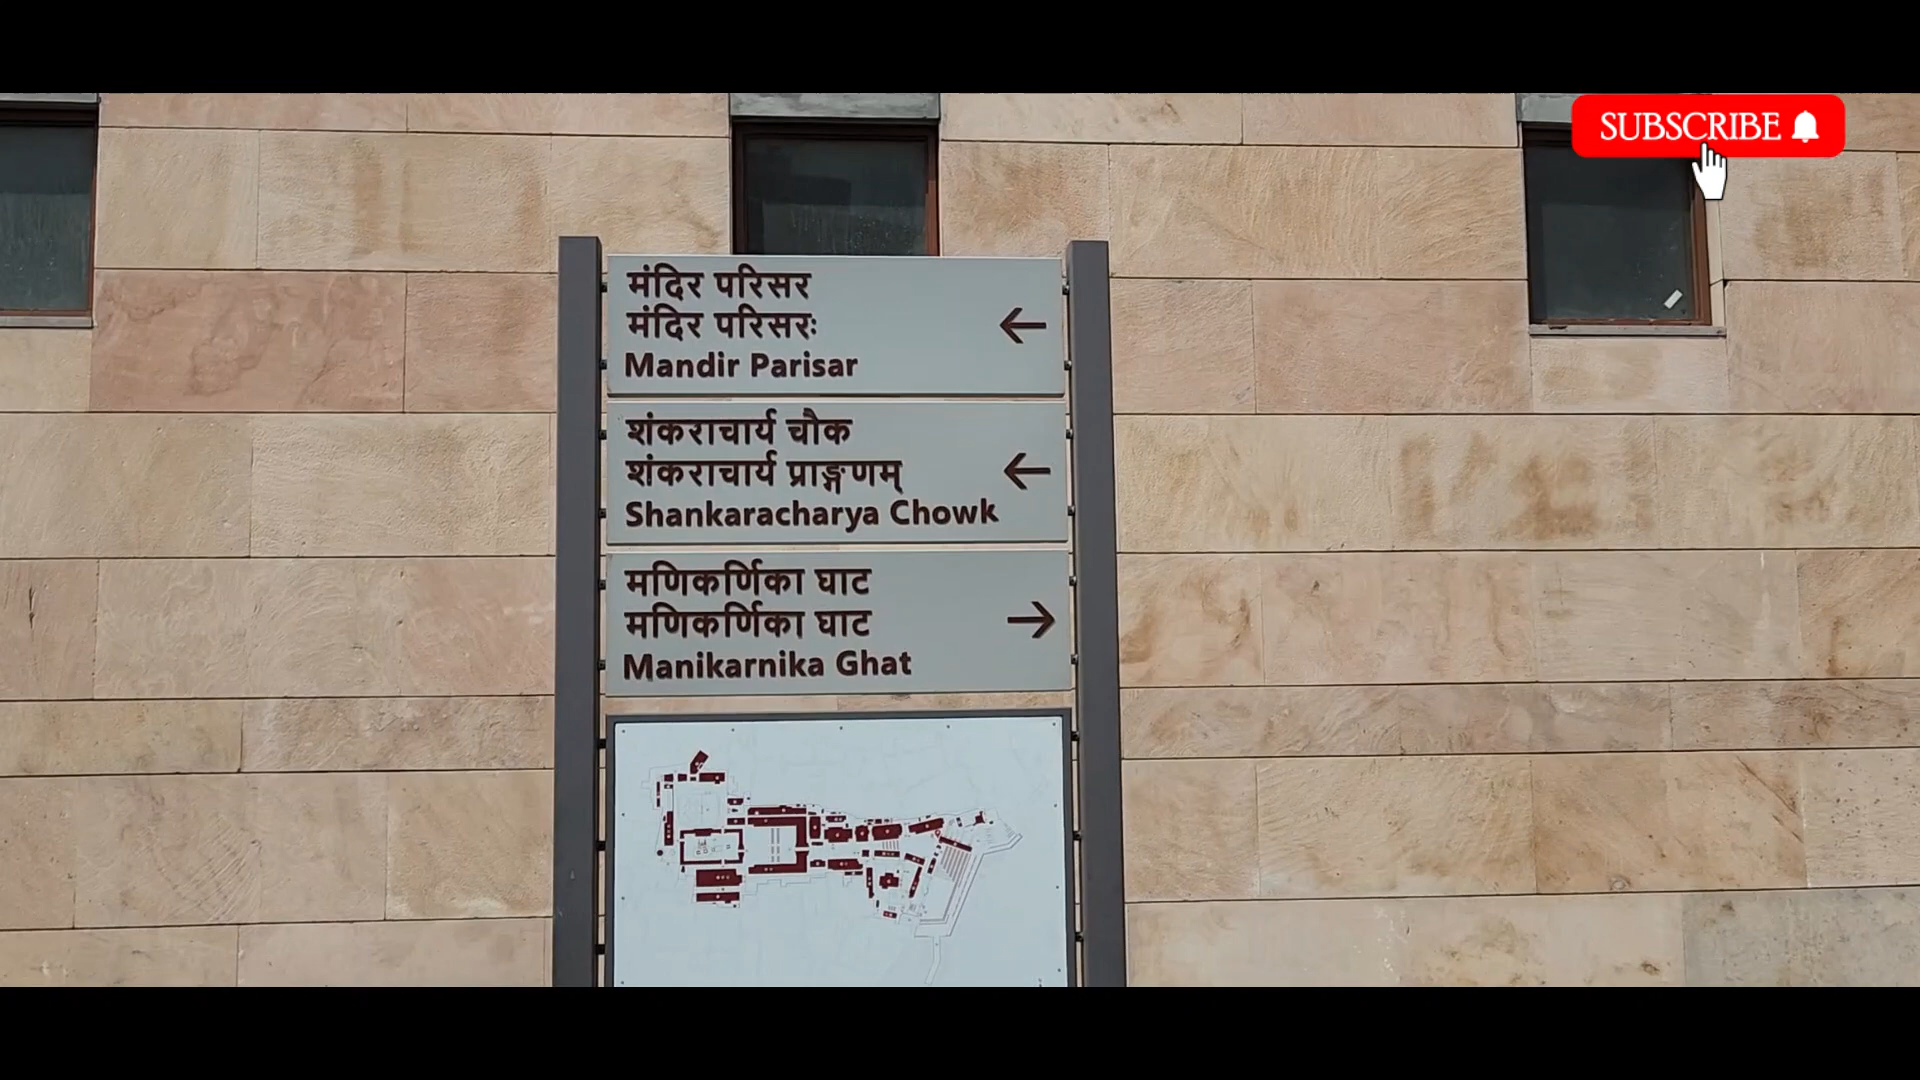 SUBSCRIBE
मंदिर परिसर
मंदिर परिसरः
Mandir Parisar
शंकराचार्य चौक
शंकराचार्य प्राङ्गणम्
Shankaracharya Chowk
मणिकर्णिका घाट
मणिकर्णिका घाट
Manikarnika Ghat